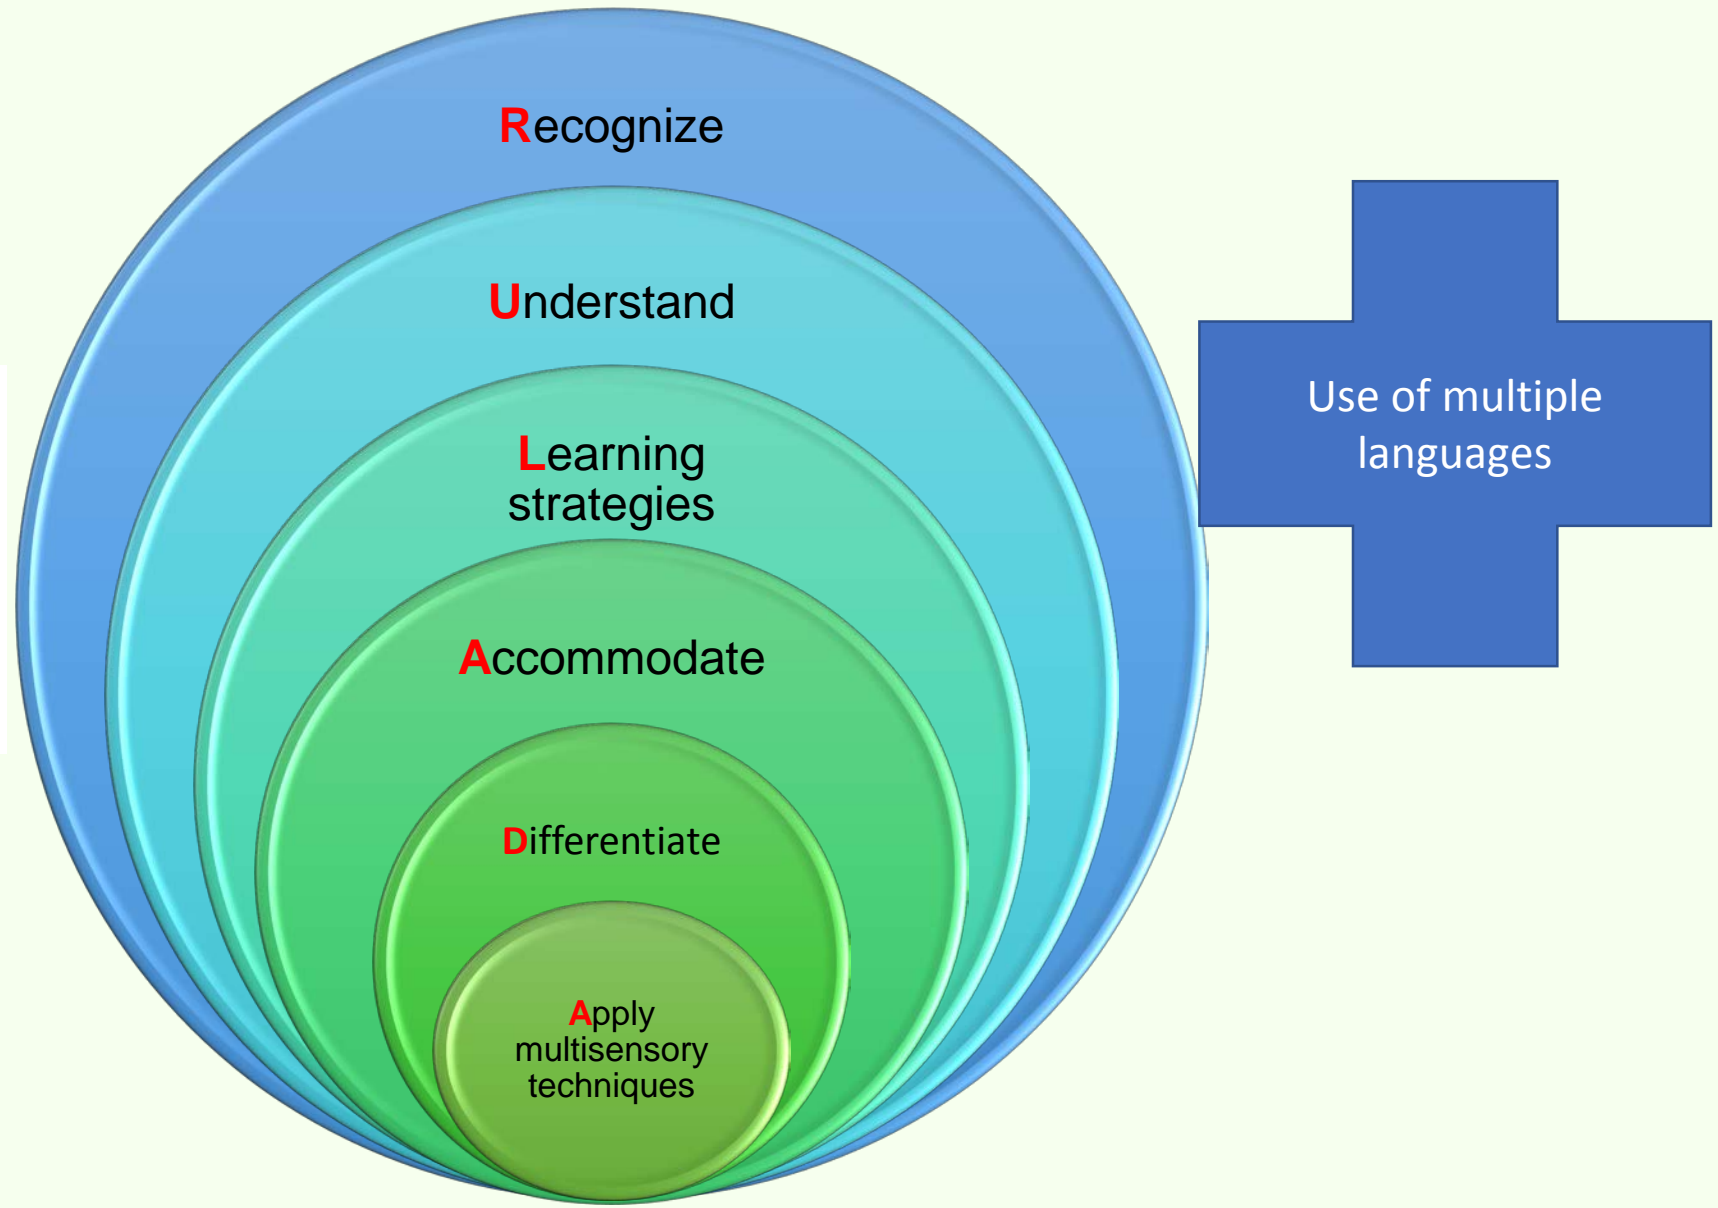 Recognize
Understand
Learning
strategies
Accommodate
Differentiate
Apply
multisensory
techniques
Use of multiple
languages